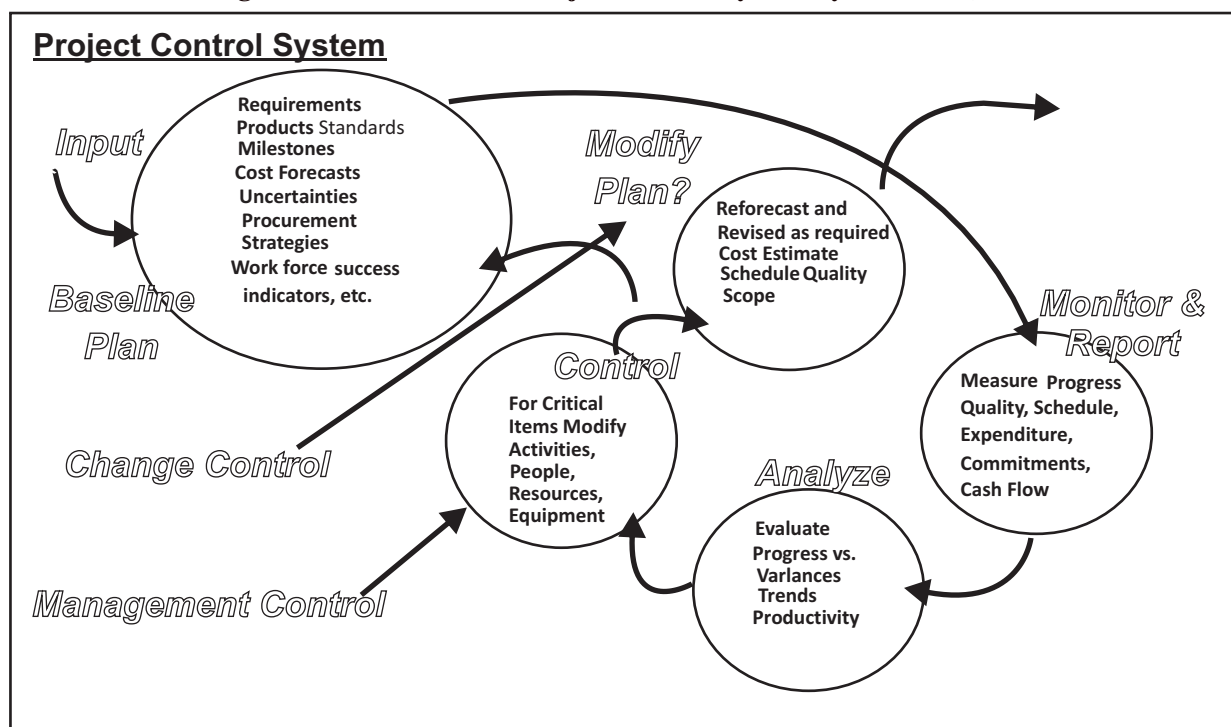 Project Control System
Input
Baseline
Plan
Requirements
Products Standards
Milestones
Cost Forecasts
Uncertainties
Procurement
Strategies
Work force success
indicators, etc.
Modify
Plan?
Reforecast and
Revised as required
Cost Estimate
Schedule Quality
Scope
Monitor &
Report
Measure Progress
Quality, Schedule,
Expenditure,
Commitments,
Cash Flow
Control
For Critical
Items Modify
Activities,
People,
Resources,
Equipment
Analyze
Evaluate
Progress vs.
Varlances
Trends
Productivity
Change Control
Management Control